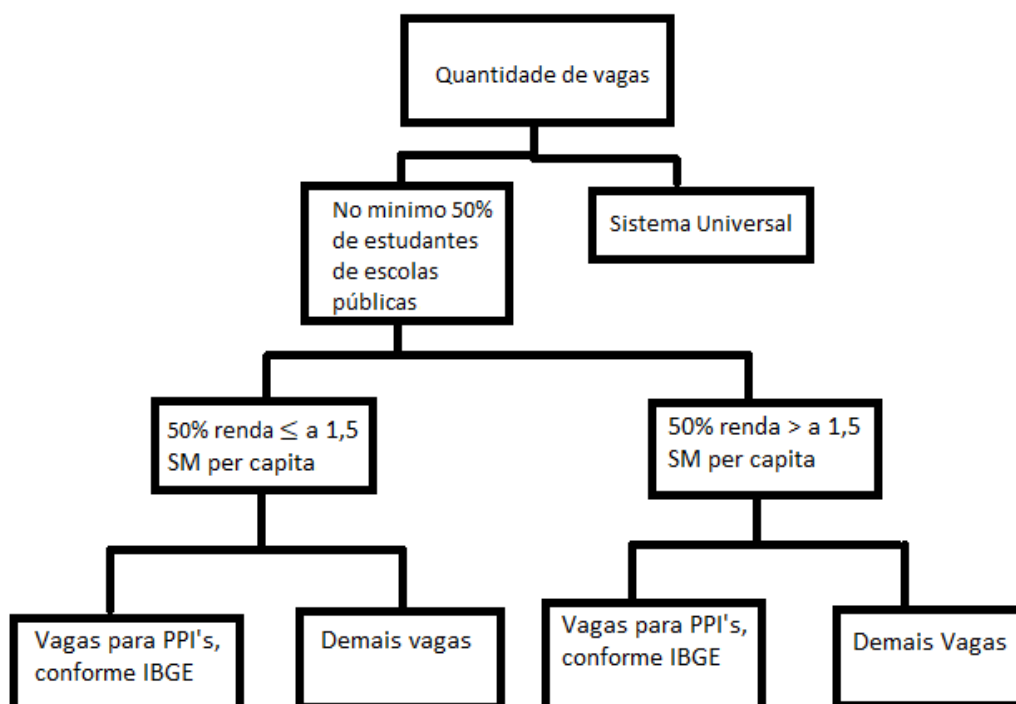 Quantidade de vagas
No minimo 50%
de estudantes
de escolas
públicas
Sistema Universal
50% renda ≤ a 1,5
SM per capita
50% renda > a 1,5
SM per capita
Vagas para PPI's,
conforme IBGE
Demais vagas
Vagas para PPI's,
conforme IBGE
Demais Vagas